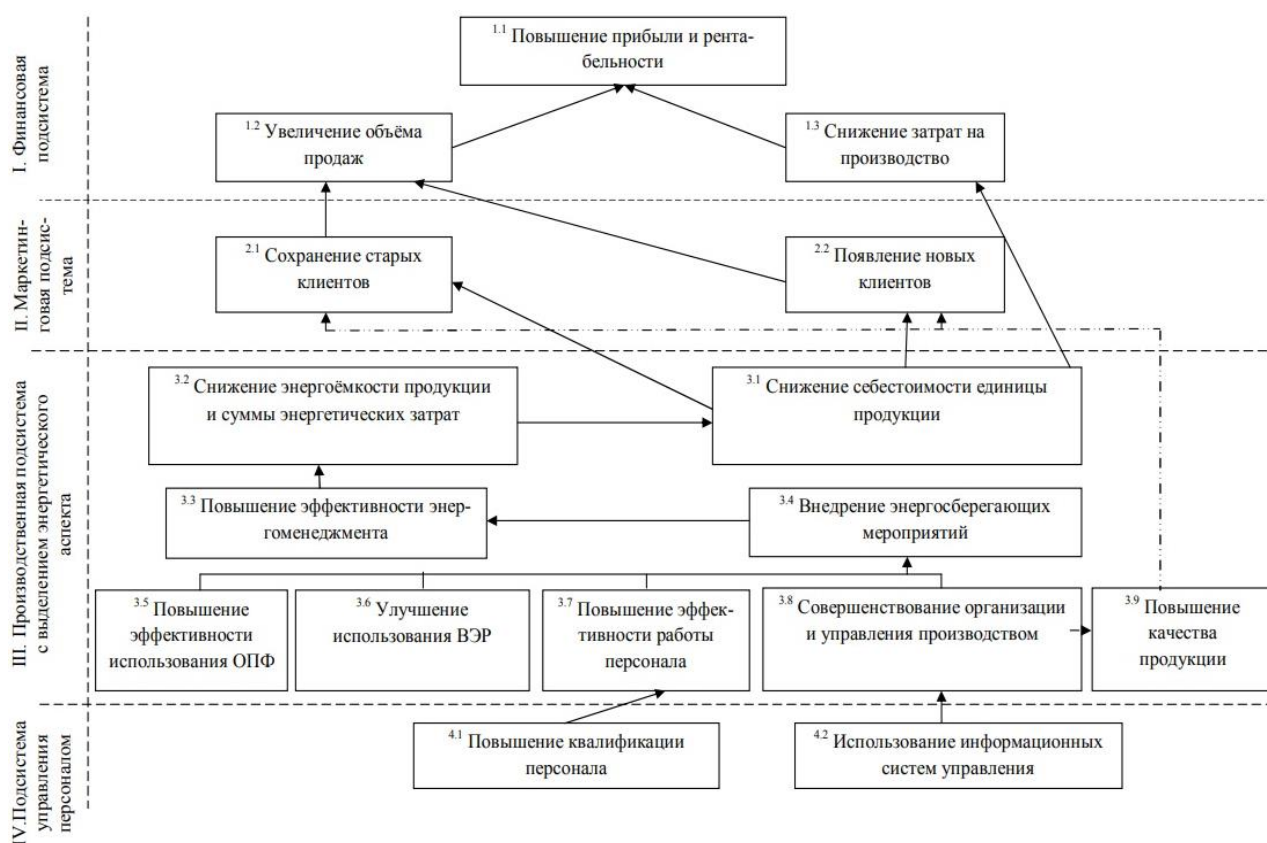 I. Финансовая
подсистема
1.1 Повышение прибыли и рента-
бельности
1.2 Увеличение объёма
продаж
1.3 Снижение затрат на
производство
II. Маркетин-
говая подсис-
тема
2.1 Сохранение старых
клиентов
2.2 Появление новых
клиентов
III. Производственная подсистема
с выделением энергетического
аспекта
3.2 Снижение энергоёмкости продукции
и суммы энергетических затрат
3.1 Снижение себестоимости единицы
продукции
3.3 Повышение эффективности энер-
гоменеджмента
3.4 Внедрение энергосберегающих
мероприятий
3.5 Повышение
эффективности
использования ОПФ
3.6 Улучшение
использования ВЭР
3.7 Повышение эффек-
тивности работы
персонала
3.8 Совершенствование организации
и управления производством
3.9 Повышение
качества
продукции
IV.Подсистема
управления
персоналом
4.1 Повышение квалификации
персонала
4.2 Использование информационных
систем управления